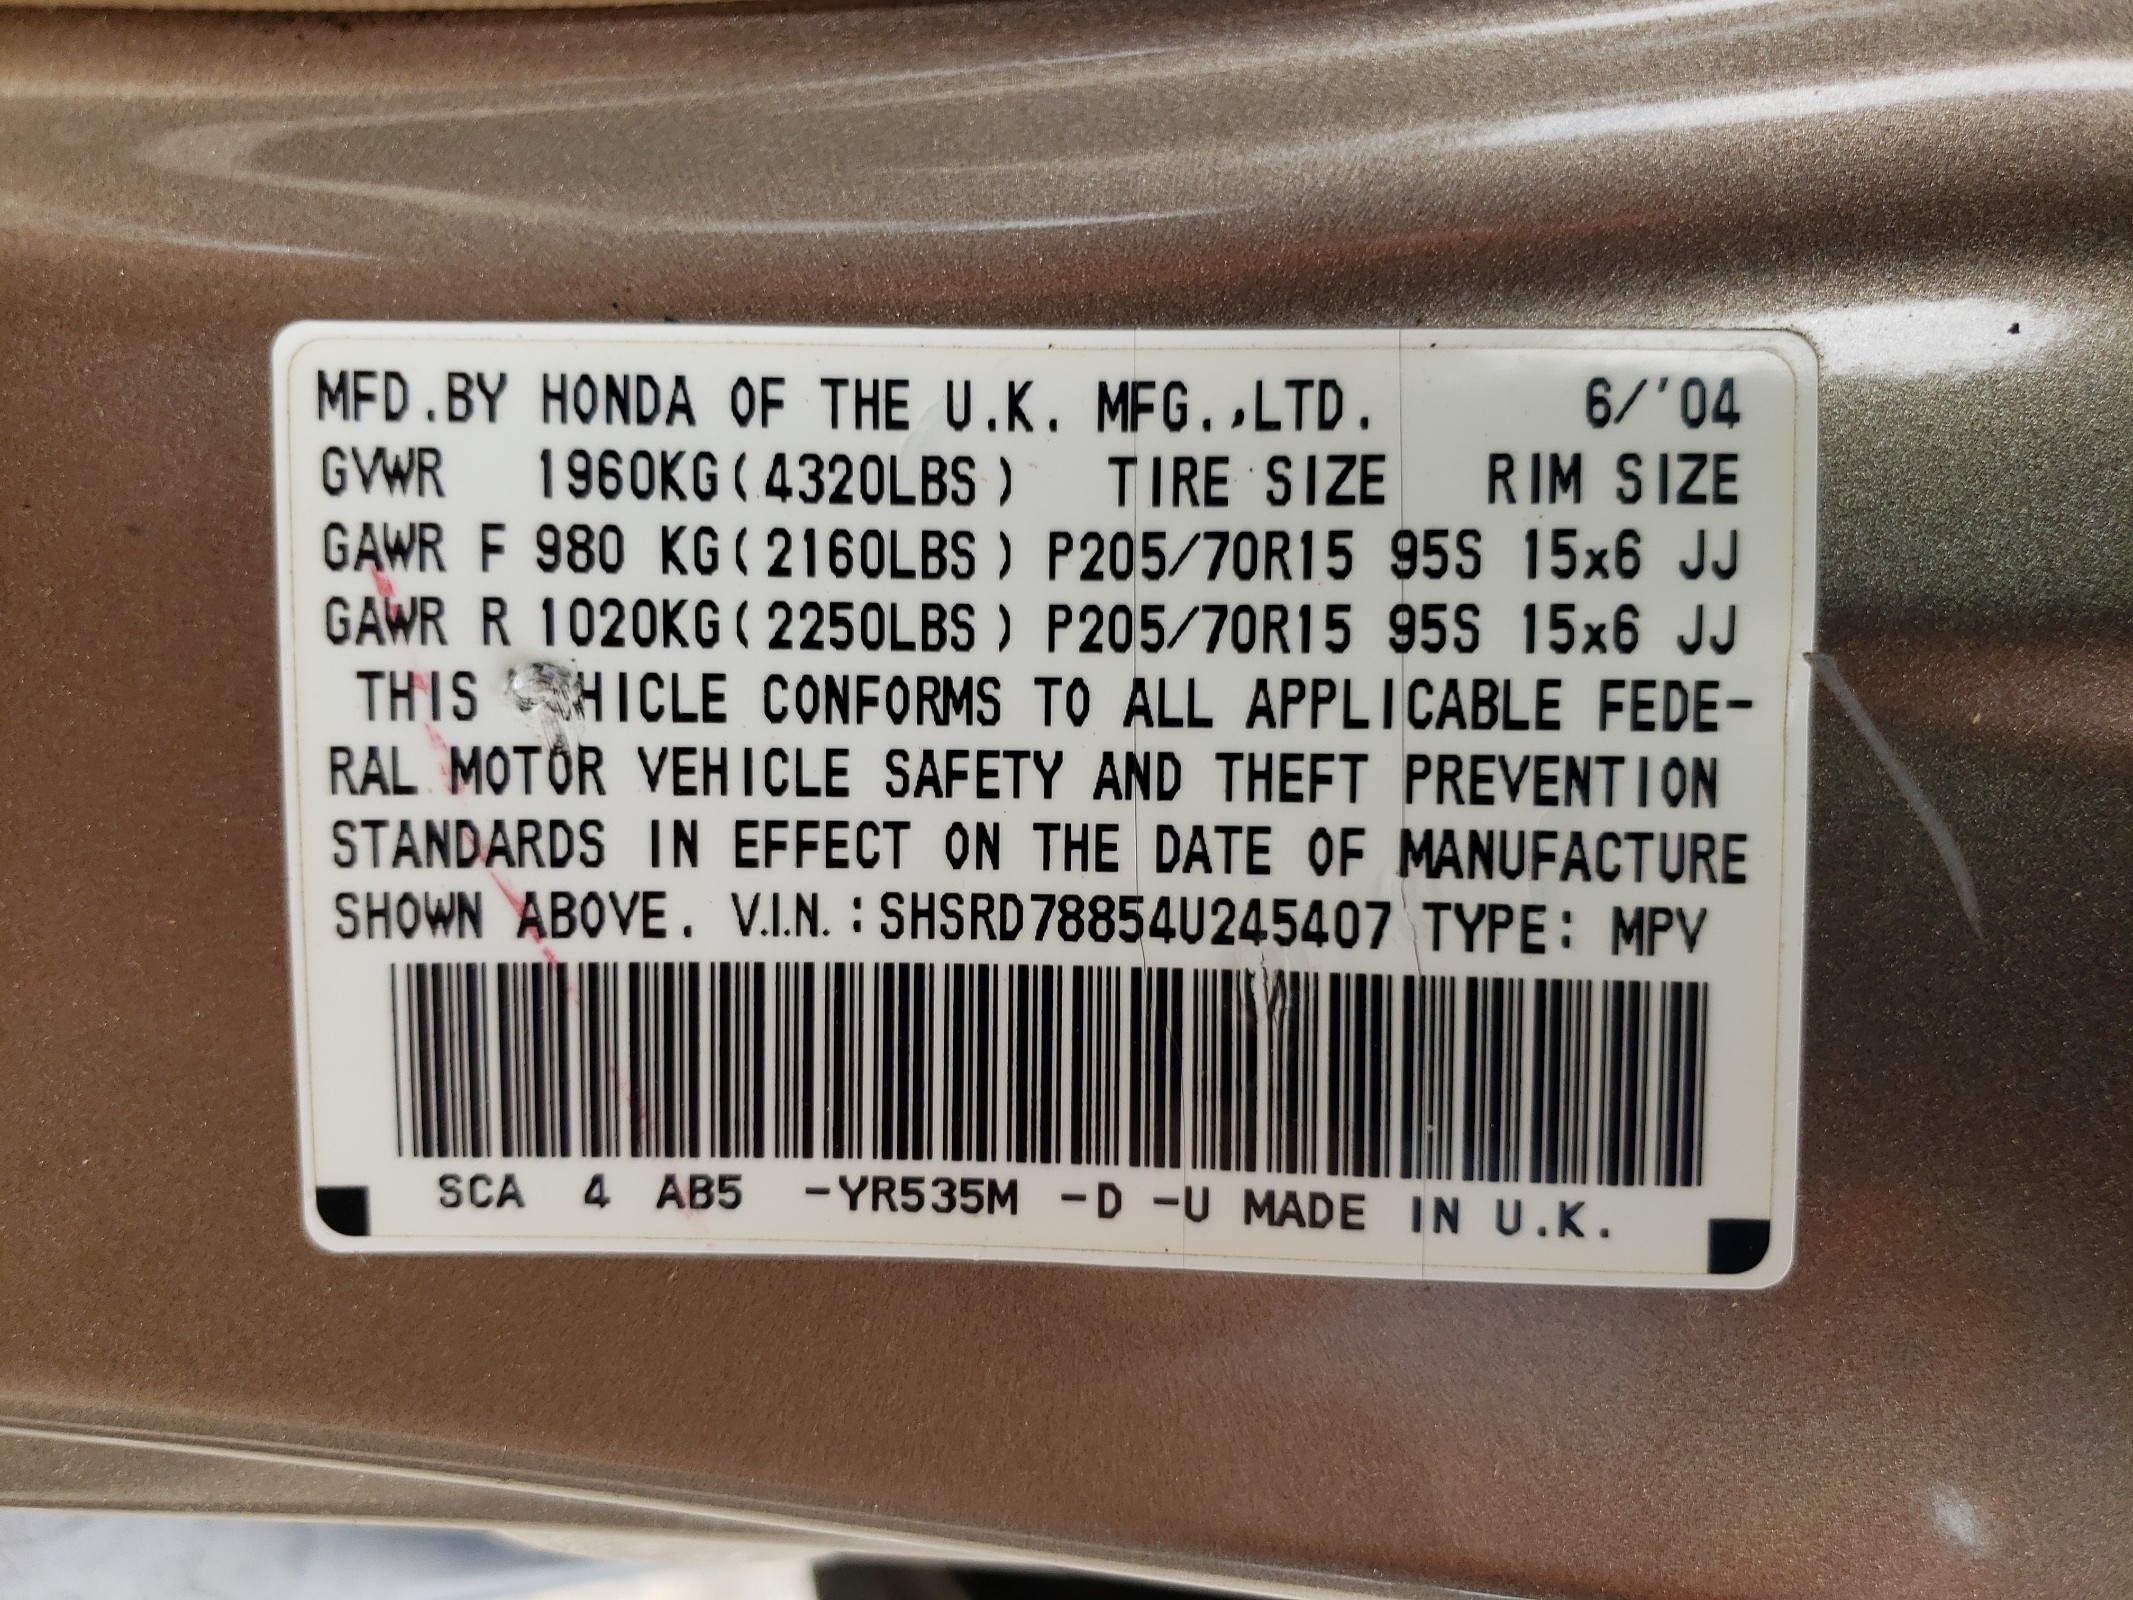 MFD.BY HONDA OF THE U.K. MFG.,LTD. 6/'04
GVWR 1960KG(4320LBS) TIRE SIZE RIM SIZE
GAWR F 980 KG(2160LBS) P205/70R15 95S 15x6 JJ
GAWR R 1020KG(2250LBS) P205/70R15 95S 15x6 JJ
THIS HICLE CONFORMS TO ALL APPLICABLE FEDE-
RAL MOTOR VEHICLE SAFETY AND THEFT PREVENTION
STANDARDS IN EFFECT ON THE DATE OF MANUFACTURE
SHOWN ABOVE. V.I.N.:SHSRD78854U245407 TYPE: MPV
SCA 4 AB5 -YR535M -D -U MADE IN U.K.